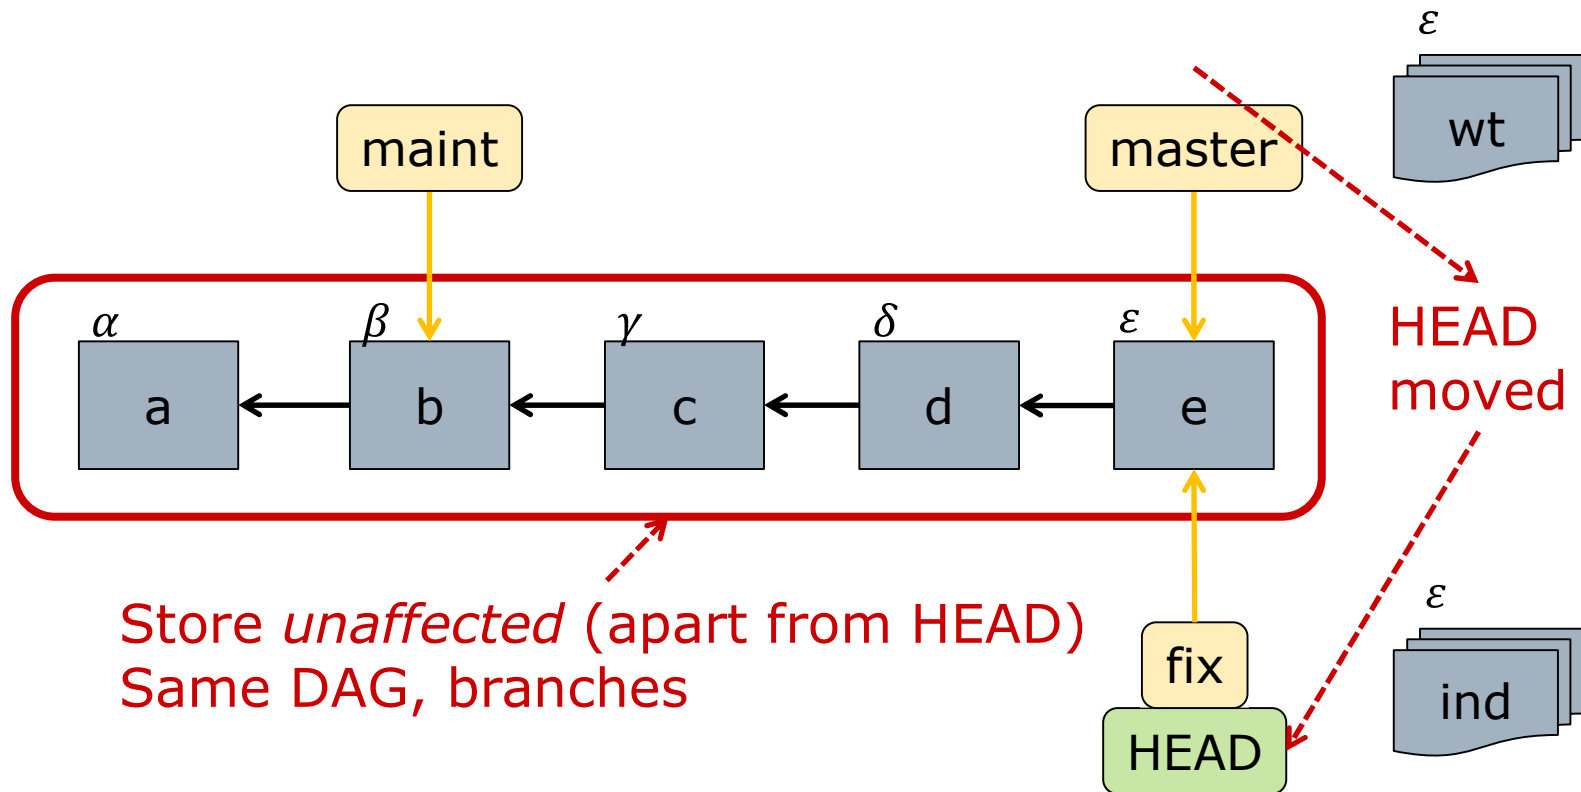 ε
wt
maint
master
HEAD
moved
α
β
γ
δ
ε
a
b
c
d
e
Store unaffected (apart from HEAD)
Same DAG, branches
fix
HEAD
ε
ind